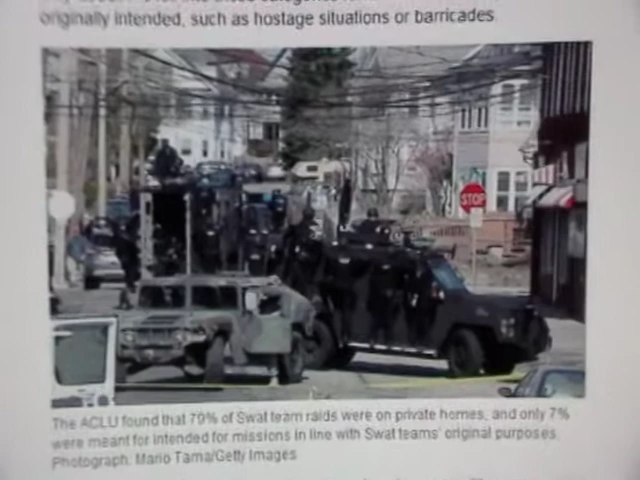 originally intended, such as hostage situations or barricades.
STOP
The ACLU found that 79% of Swat team raids were on private homes, and only 7%
were meant for intended for missions in line with Swat teams' original purposes.
Photograph: Mario Tama/Getty Images